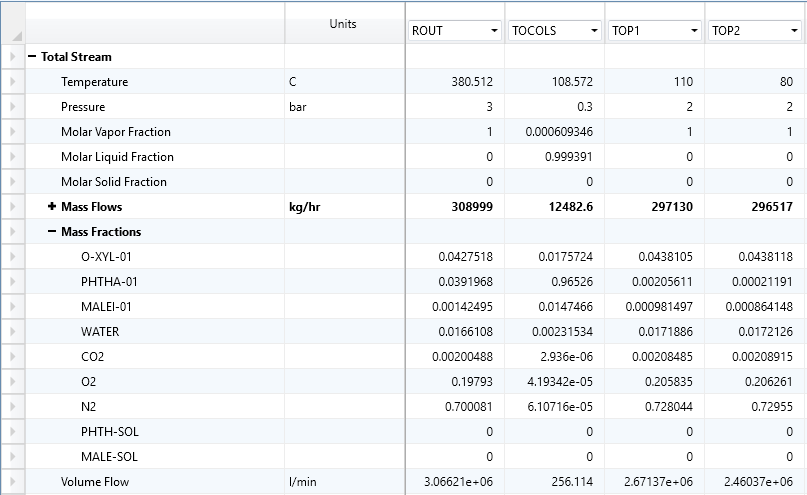 Units ROUT TOCOLS TOP1 TOP2
Total Stream
Temperature C 380.512 108.572 110 80
Pressure bar 3 0.3 2 2
Molar Vapor Fraction 1 0.000609346 1 1
Molar Liquid Fraction 0 0.999391 0 0
Molar Solid Fraction 0 0 0 0
Mass Flows kg/hr 308999 12482.6 297130 296517
Mass Fractions
O-XYL-01 0.0427518 0.0175724 0.0438105 0.0438118
PHTHA-01 0.0391968 0.96526 0.00205611 0.00021191
MALEI-01 0.00142495 0.0147466 0.000981497 0.000864148
WATER 0.0166108 0.00231534 0.0171886 0.0172126
CO2 0.00200488 2.936e-06 0.00208485 0.00208915
O2 0.19793 4.19342e-05 0.205835 0.206261
N2 0.700081 6.10716e-05 0.728044 0.72955
PHTH-SOL 0 0 0 0
MALE-SOL 0 0 0 0
Volume Flow l/min 3.06621e+06 256.114 2.67137e+06 2.46037e+06